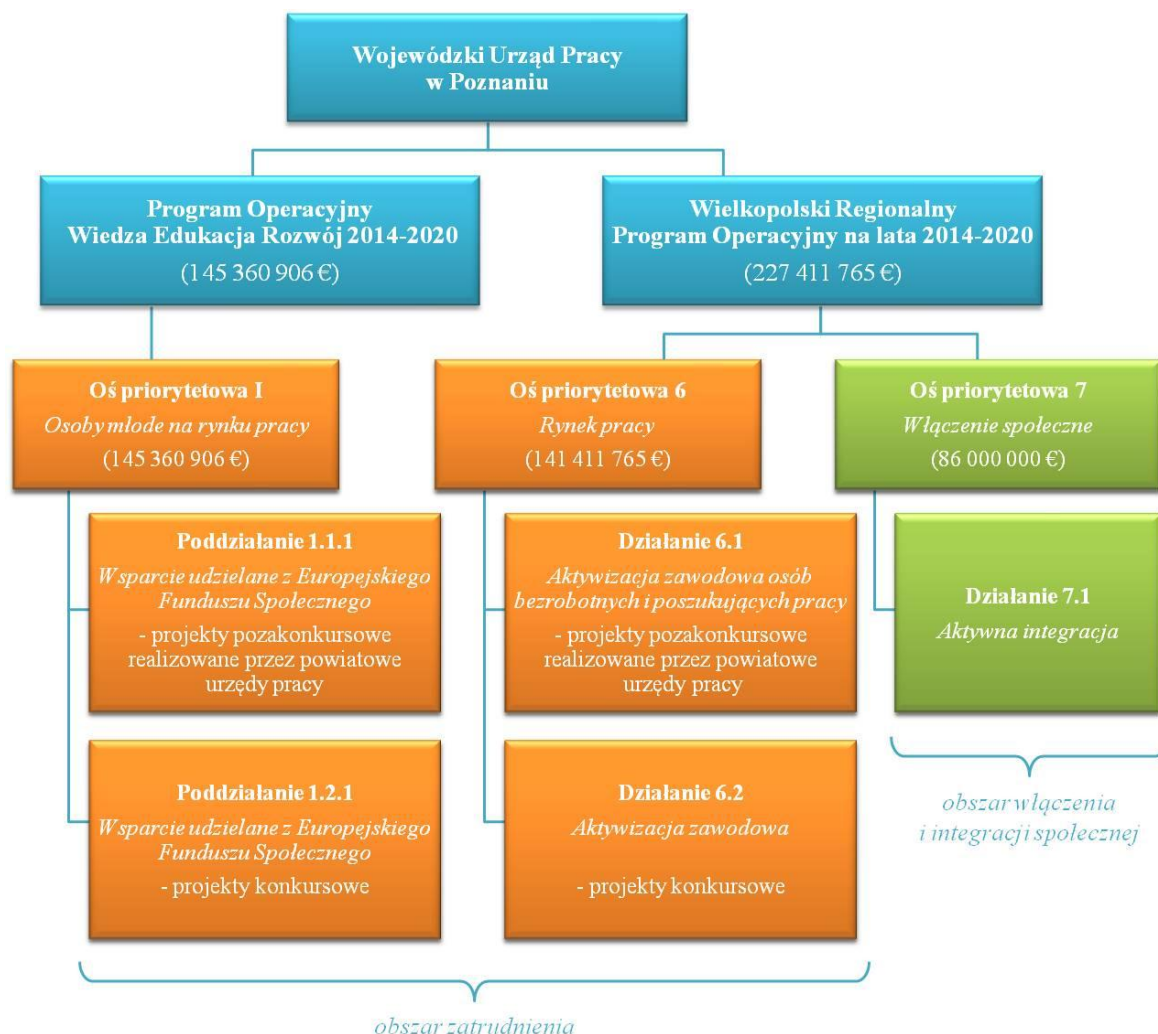 Wojewódzki Urząd Pracy
w Poznaniu
Program Operacyjny
Wiedza Edukacja Rozwój 2014-2020
(145 360 906 €)
Wielkopolski Regionalny
Program Operacyjny na lata 2014-2020
(227 411 765 €)
Oś priorytetowa I
Osoby młode na rynku pracy
(145 360 906 €)
Oś priorytetowa 6
Rynek pracy
(141 411 765 €)
Oś priorytetowa 7
Włączenie społeczne
(86 000 000 €)
Poddziałanie 1.1.1
Wsparcie udzielane z Europejskiego
Funduszu Społecznego
- projekty pozakonkursowe
realizowane przez powiatowe
urzędy pracy
Działanie 6.1
Aktywizacja zawodowa osób
bezrobotnych i poszukujących pracy
- projekty pozakonkursowe
realizowane przez powiatowe
urzędy pracy
Działanie 7.1
Aktywna integracja
Poddziałanie 1.2.1
Wsparcie udzielane z Europejskiego
Funduszu Społecznego
- projekty konkursowe
Działanie 6.2
Aktywizacja zawodowa
- projekty konkursowe
obszar włączenia
i integracji społecznej
obszar zatrudnienia